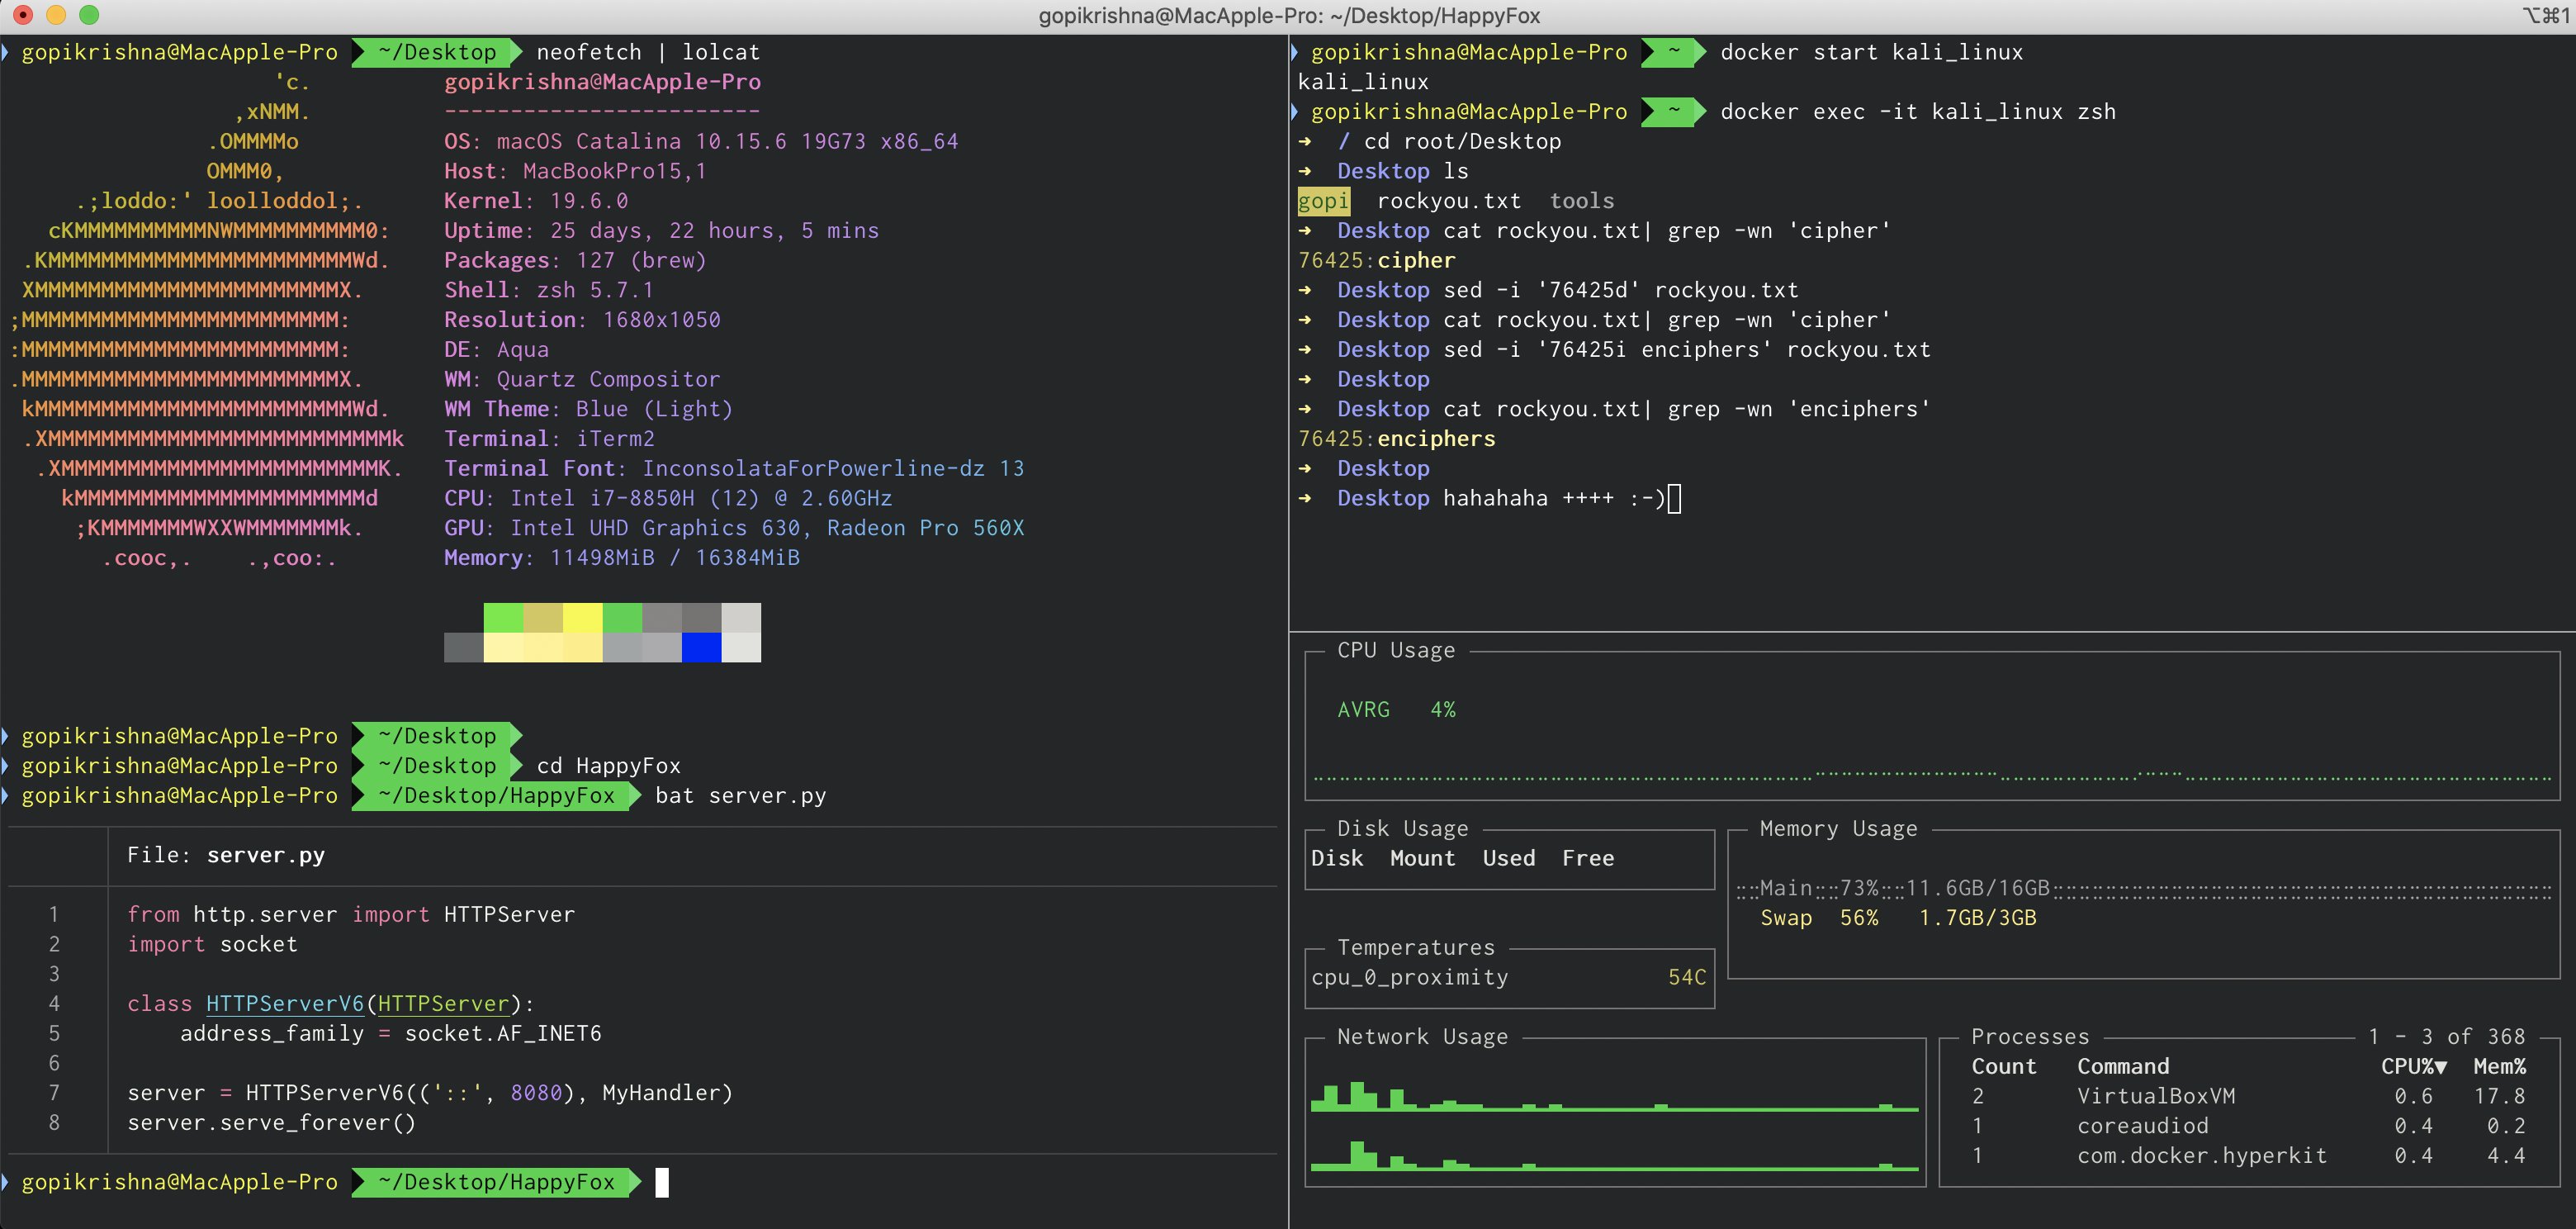 gopikrishna@MacApple-Pro: ~/Desktop/HappyFox
⌥⌘1
gopikrishna@MacApple-Pro ~/Desktop neofetch | lolcat
'c.
,xNMM.
.OMMMMo
OMMM0,
.;loddo:' loolloddol;.
cKMMMMMMMMMMNWMMMMMMMMMM0:
.KMMMMMMMMMMMMMMMMMMMMMMMWd.
XMMMMMMMMMMMMMMMMMMMMMMMX.
;MMMMMMMMMMMMMMMMMMMMMMMM:
:MMMMMMMMMMMMMMMMMMMMMMMM:
.MMMMMMMMMMMMMMMMMMMMMMMMX.
kMMMMMMMMMMMMMMMMMMMMMMMMWd.
.XMMMMMMMMMMMMMMMMMMMMMMMMMMk
.XMMMMMMMMMMMMMMMMMMMMMMMMK.
kMMMMMMMMMMMMMMMMMMMMMMd
;KMMMMMMMWXXWMMMMMMMk.
.cooc,. .,coo:.
gopikrishna@MacApple-Pro
------------------------
OS: macOS Catalina 10.15.6 19G73 x86_64
Host: MacBookPro15,1
Kernel: 19.6.0
Uptime: 25 days, 22 hours, 5 mins
Packages: 127 (brew)
Shell: zsh 5.7.1
Resolution: 1680x1050
DE: Aqua
WM: Quartz Compositor
WM Theme: Blue (Light)
Terminal: iTerm2
Terminal Font: InconsolataForPowerline-dz 13
CPU: Intel i7-8850H (12) @ 2.60GHz
GPU: Intel UHD Graphics 630, Radeon Pro 560X
Memory: 11498MiB / 16384MiB
gopikrishna@MacApple-Pro ~/Desktop
gopikrishna@MacApple-Pro ~/Desktop cd HappyFox
gopikrishna@MacApple-Pro ~/Desktop/HappyFox bat server.py
File: server.py
1 from http.server import HTTPServer
2 import socket
3
4 class HTTPServerV6(HTTPServer):
5     address_family = socket.AF_INET6
6
7 server = HTTPServerV6(('::', 8080), MyHandler)
8 server.serve_forever()
gopikrishna@MacApple-Pro ~/Desktop/HappyFox
gopikrishna@MacApple-Pro ~ docker start kali_linux
kali_linux
gopikrishna@MacApple-Pro ~ docker exec -it kali_linux zsh
➜ / cd root/Desktop
➜ Desktop ls
gopi rockyou.txt tools
➜ Desktop cat rockyou.txt| grep -wn 'cipher'
76425:cipher
➜ Desktop sed -i '76425d' rockyou.txt
➜ Desktop cat rockyou.txt| grep -wn 'cipher'
➜ Desktop sed -i '76425i enciphers' rockyou.txt
➜ Desktop
➜ Desktop cat rockyou.txt| grep -wn 'enciphers'
76425:enciphers
➜ Desktop
➜ Desktop hahahaha ++++ :-)
CPU Usage
AVRG 4%
Disk Usage
Disk Mount Used Free
Memory Usage
Main 73% 11.6GB/16GB
Swap 56% 1.7GB/3GB
Temperatures
cpu_0_proximity 54C
Network Usage
Processes 1 - 3 of 368
Count Command CPU%▼ Mem%
2 VirtualBoxVM 0.6 17.8
1 coreaudiod 0.4 0.2
1 com.docker.hyperkit 0.4 4.4